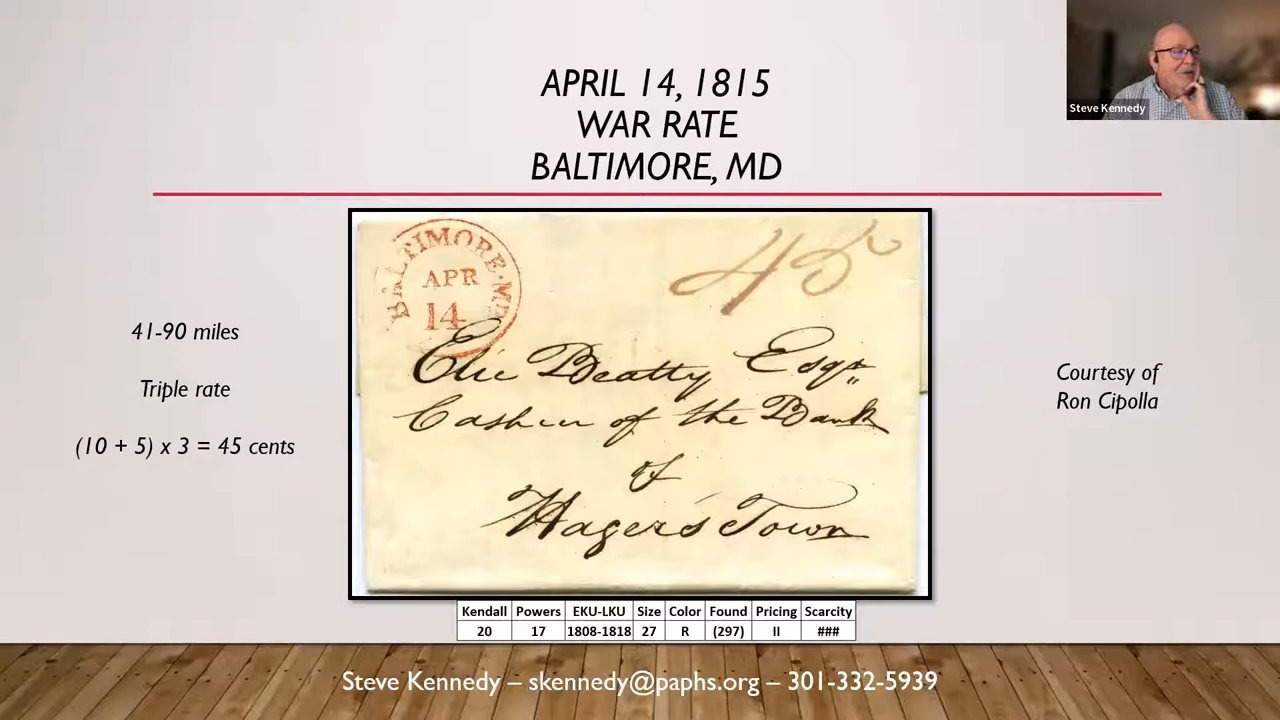 APRIL 14, 1815
WAR RATE
BALTIMORE, MD
Steve Kennedy
41-90 miles
Triple rate
(10 + 5) x 3 = 45 cents
BALTIMORE·MD
APR
14
45
Elie Beatty Esqr
Cashier of the Bank
of
Hager's Town
Courtesy of
Ron Cipolla
Kendall Powers EKU-LKU Size Color Found Pricing Scarcity
20 17 1808-1818 27 R (297) II ###
Steve Kennedy – skennedy@paphs.org – 301-332-5939